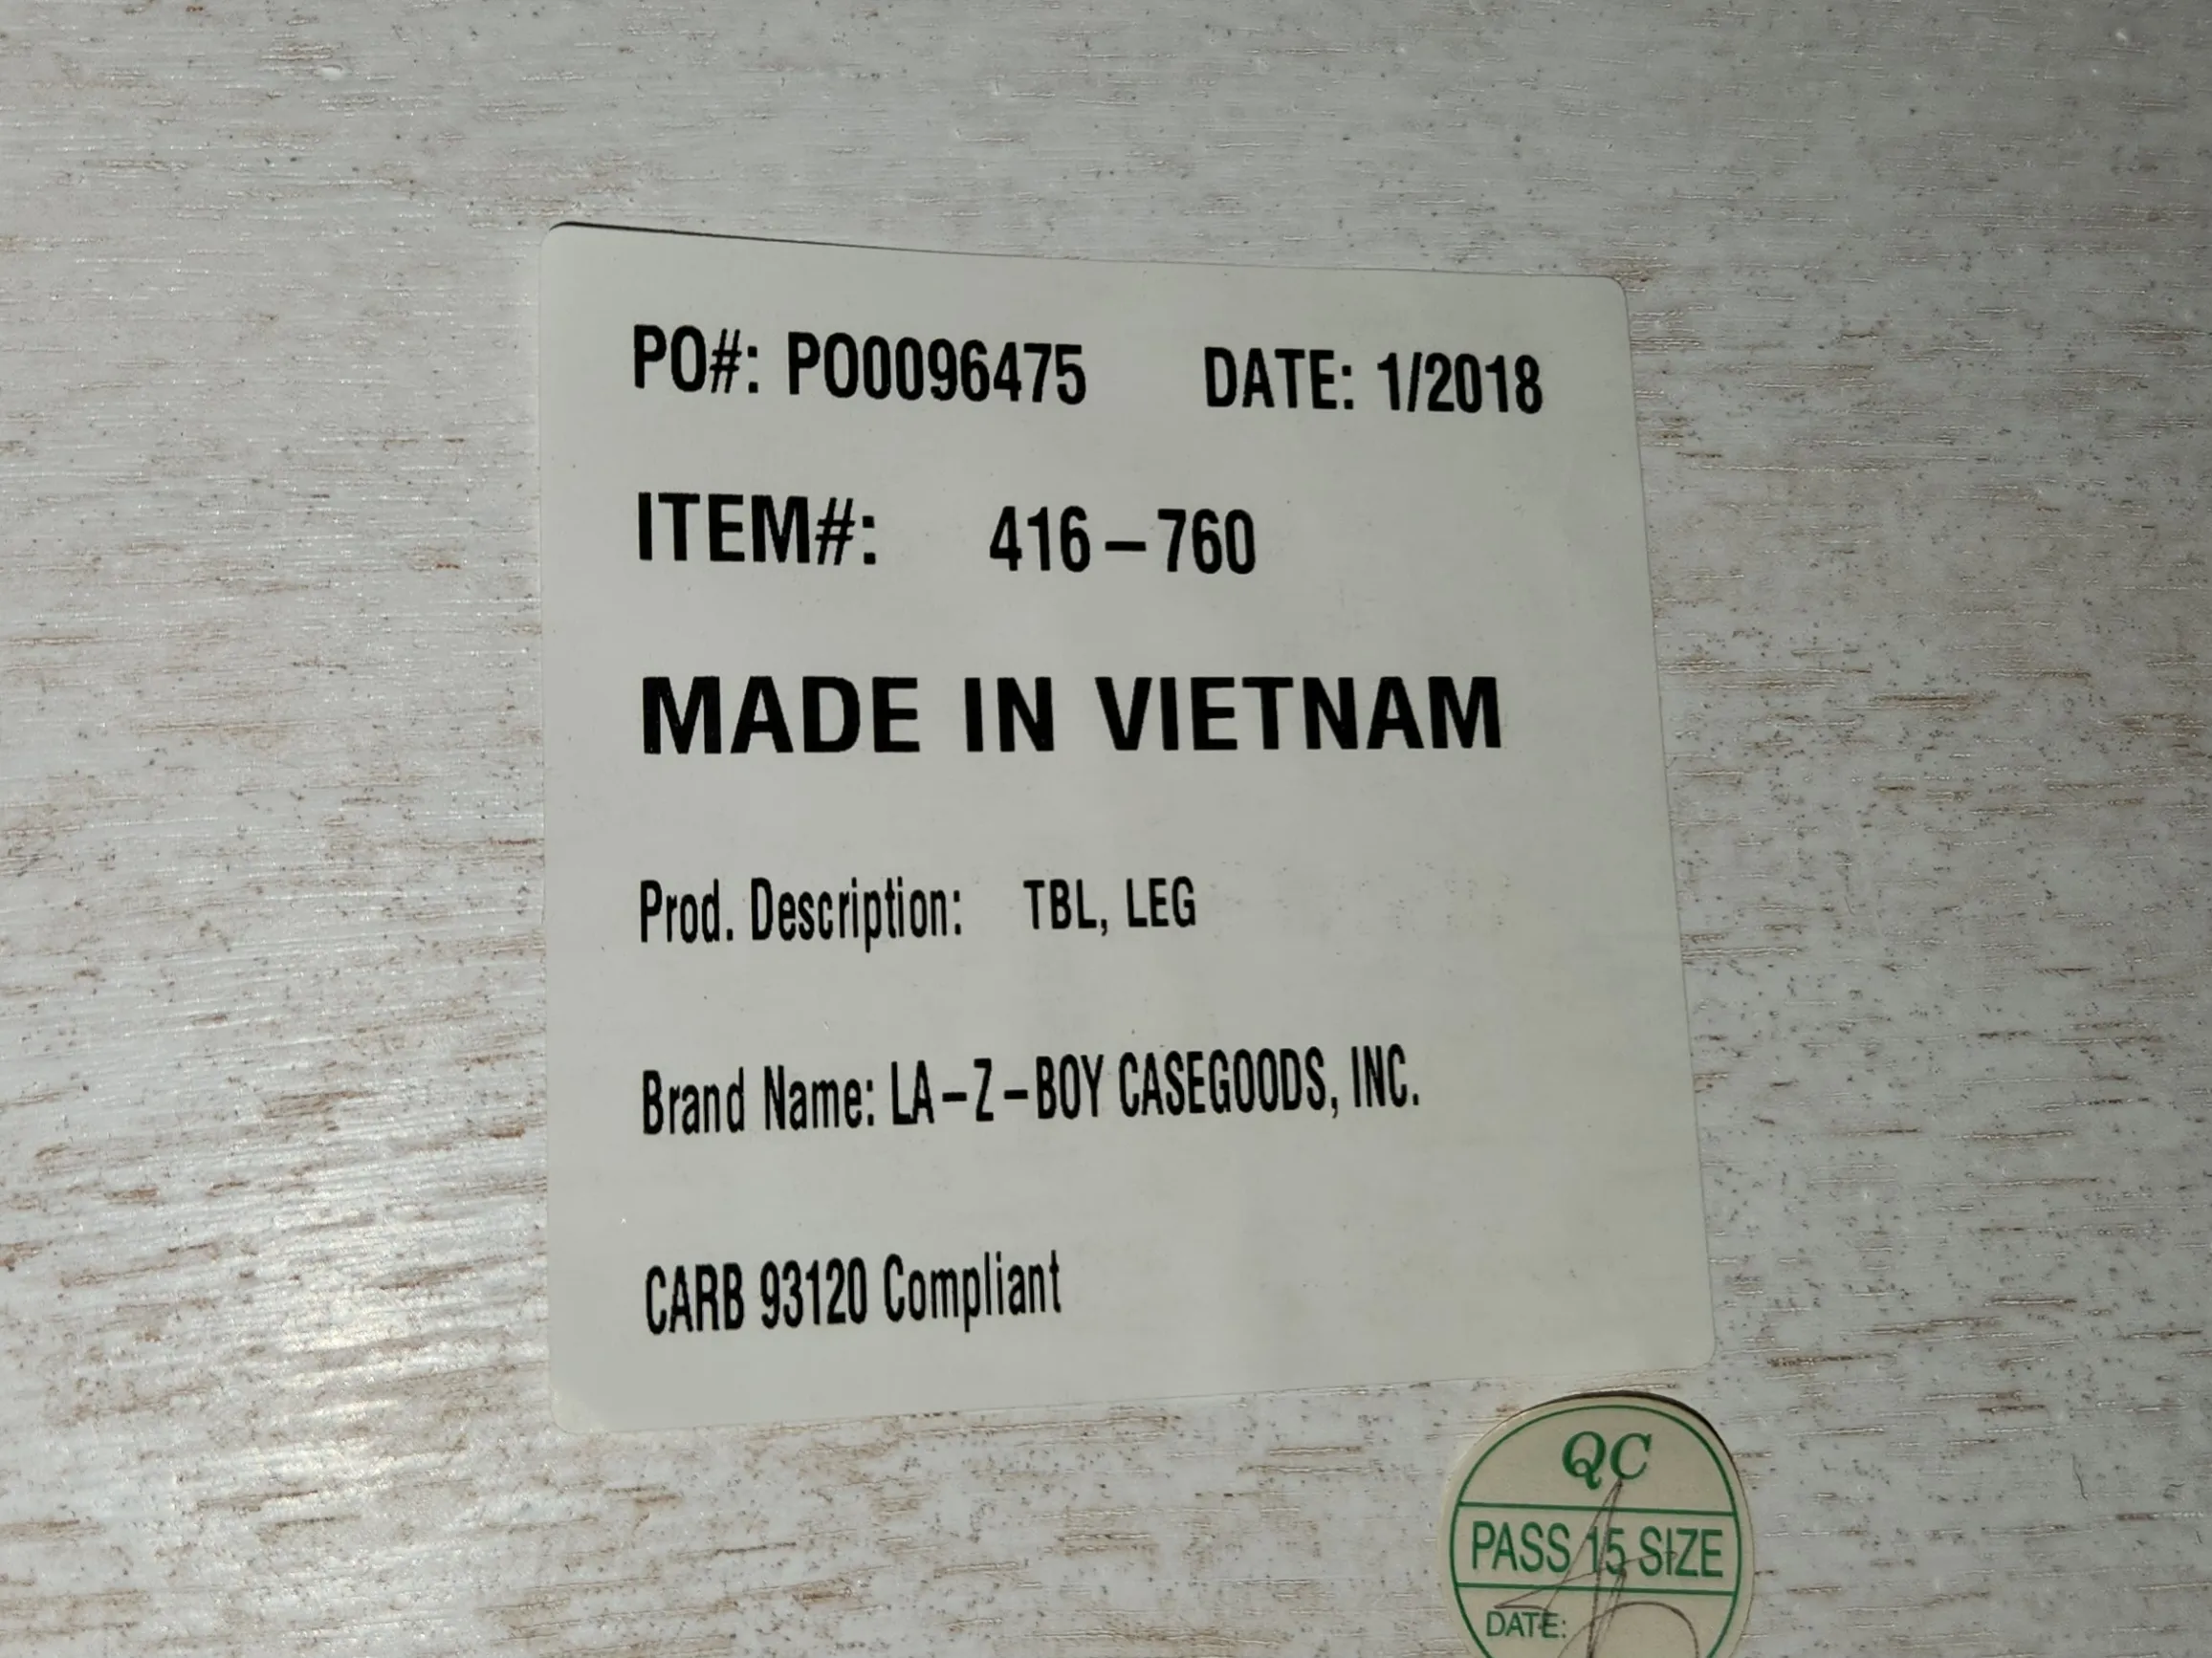 PO#: PO0096475 DATE: 1/2018
ITEM#: 416-760
MADE IN VIETNAM
Prod. Description: TBL, LEG
Brand Name: LA-Z-BOY CASEGOODS, INC.
CARB 93120 Compliant
QC
PASS 15 SIZE
DATE: